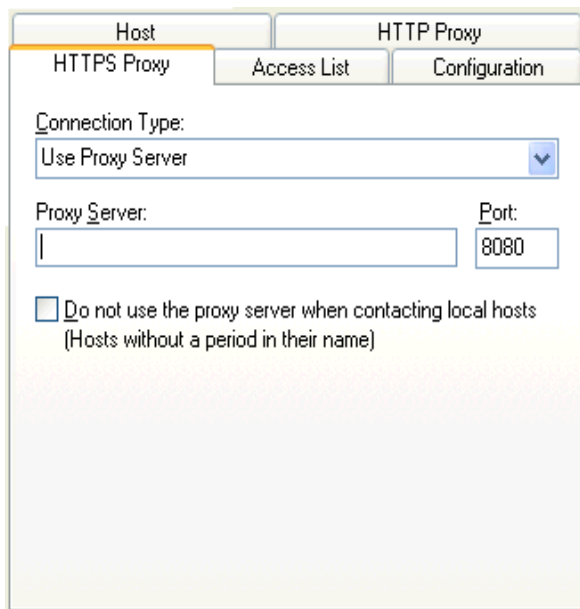 Host
HTTP Proxy
HTTPS Proxy
Access List
Configuration
Connection Type:
Use Proxy Server
Proxy Server:
Port:
8080
Do not use the proxy server when contacting local hosts
(Hosts without a period in their name)